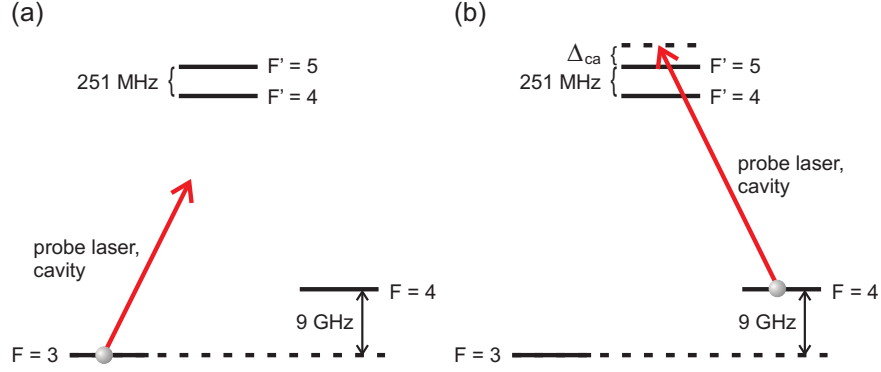 (a)
F' = 5
251 MHz
F' = 4
probe laser,
cavity
F = 4
9 GHz
F = 3
(b)
Δca
F' = 5
251 MHz
F' = 4
probe laser,
cavity
F = 4
9 GHz
F = 3